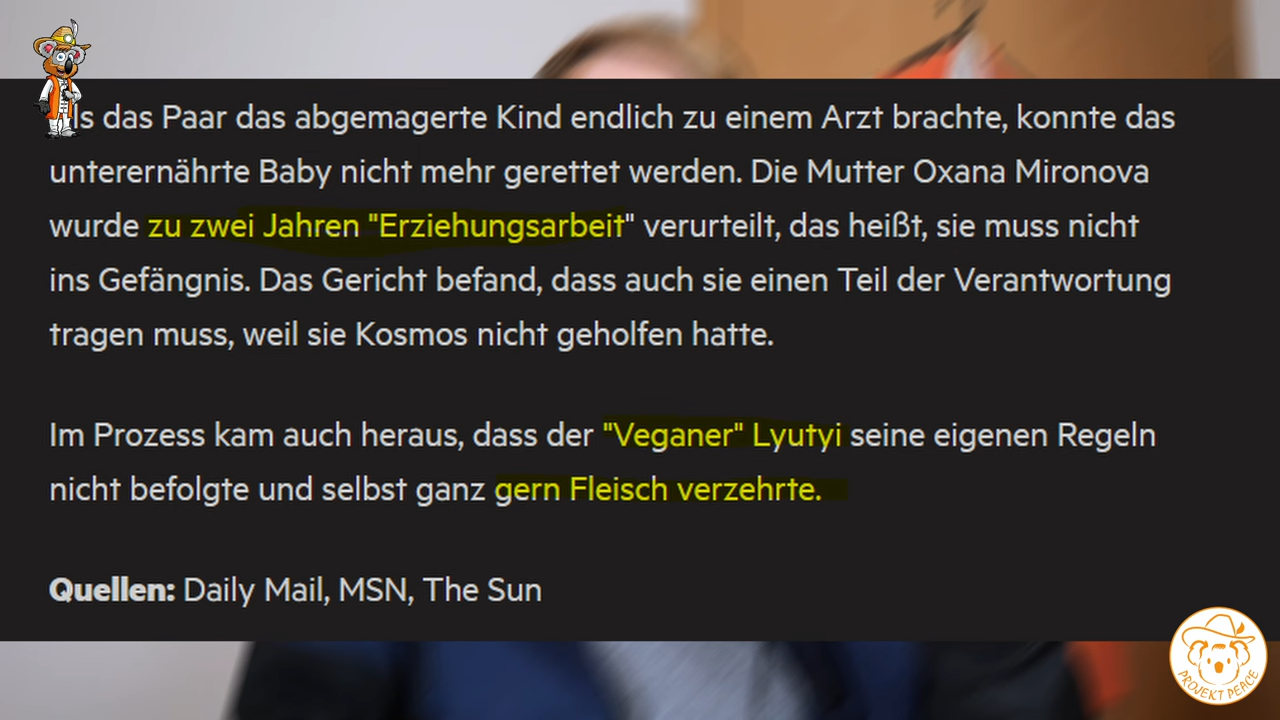 ls das Paar das abgemagerte Kind endlich zu einem Arzt brachte, konnte das
unterernährte Baby nicht mehr gerettet werden. Die Mutter Oxana Mironova
wurde zu zwei Jahren "Erziehungsarbeit" verurteilt, das heißt, sie muss nicht
ins Gefängnis. Das Gericht befand, dass auch sie einen Teil der Verantwortung
tragen muss, weil sie Kosmos nicht geholfen hatte.
Im Prozess kam auch heraus, dass der "Veganer" Lyutyi seine eigenen Regeln
nicht befolgte und selbst ganz gern Fleisch verzehrte.
Quellen: Daily Mail, MSN, The Sun
PROJEKT PEACE